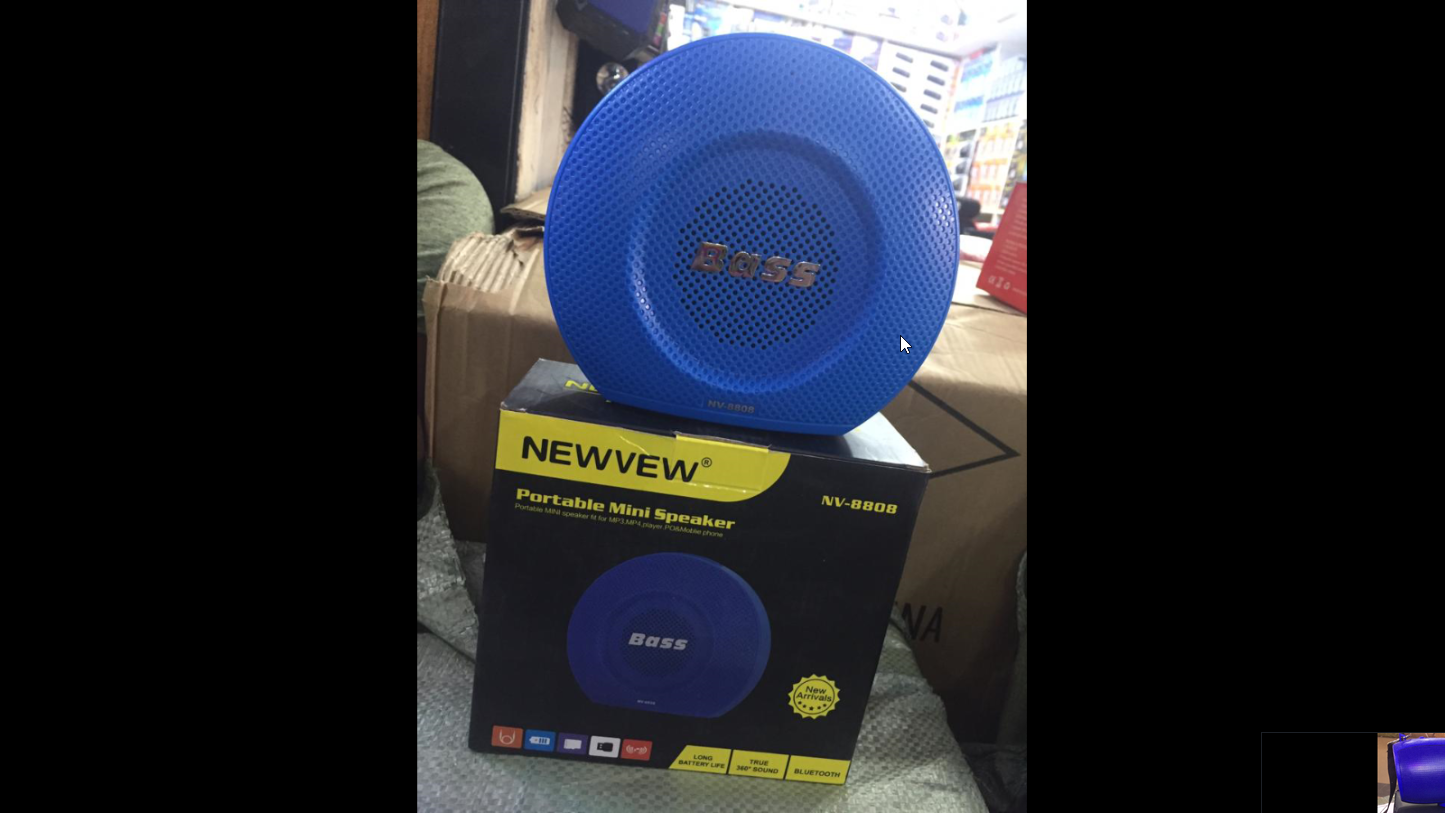 Bass
NV-8808
NEWVEW®
Portable Mini Speaker
Portable MINI speaker fit for MP3,MP4 player,PC&Mobile phone
NV-8808
Bass
New
Arrivals
LONG
BATTERY LIFE
TRUE
360° SOUND
BLUETOOTH